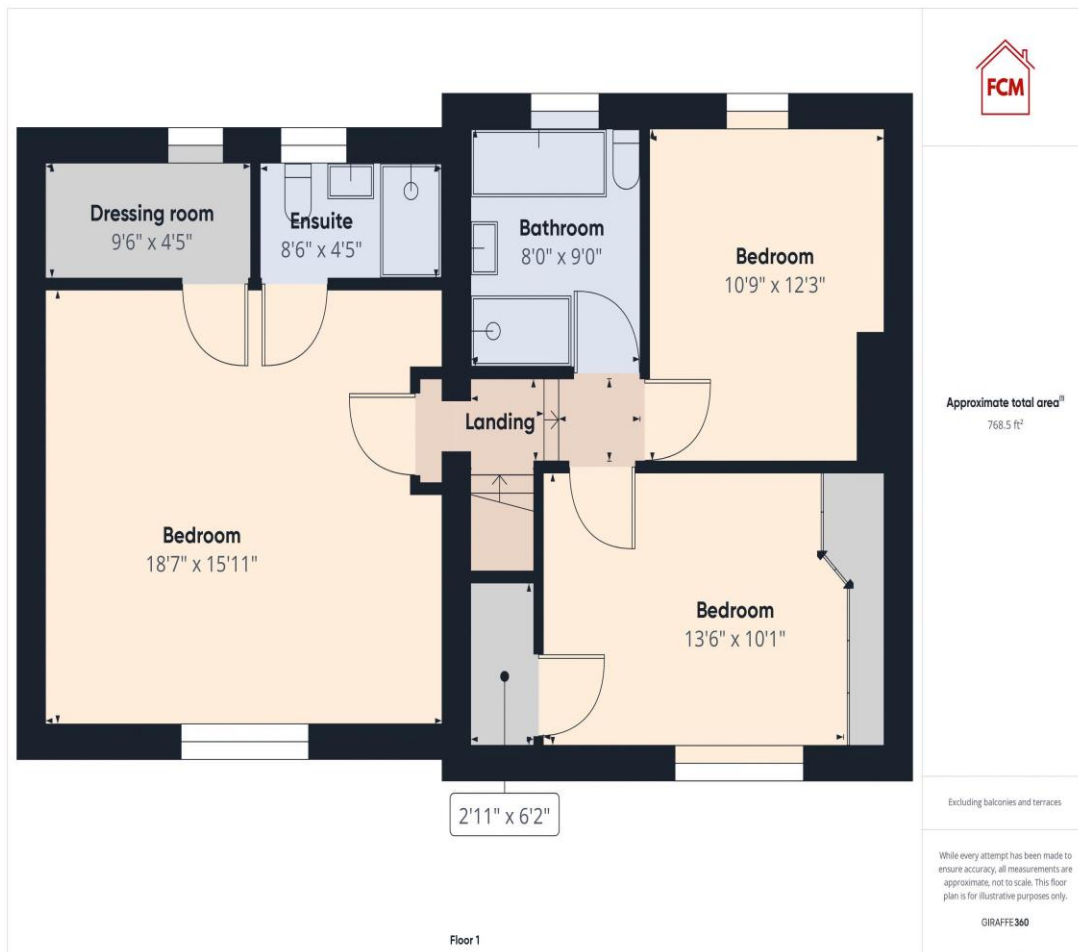 FCM
Dressing room
9'6" x 4'5"
Ensuite
8'6" x 4'5"
Bathroom
8'0" x 9'0"
Bedroom
10'9" x 12'3"
Landing
Bedroom
18'7" x 15'11"
Bedroom
13'6" x 10'1"
2'11" x 6'2"
Floor 1
Approximate total area⁽¹⁾
768.5 ft²
Excluding balconies and terraces
While every attempt has been made to
ensure accuracy, all measurements are
approximate, not to scale. This floor
plan is for illustrative purposes only.
GIRAFFE360